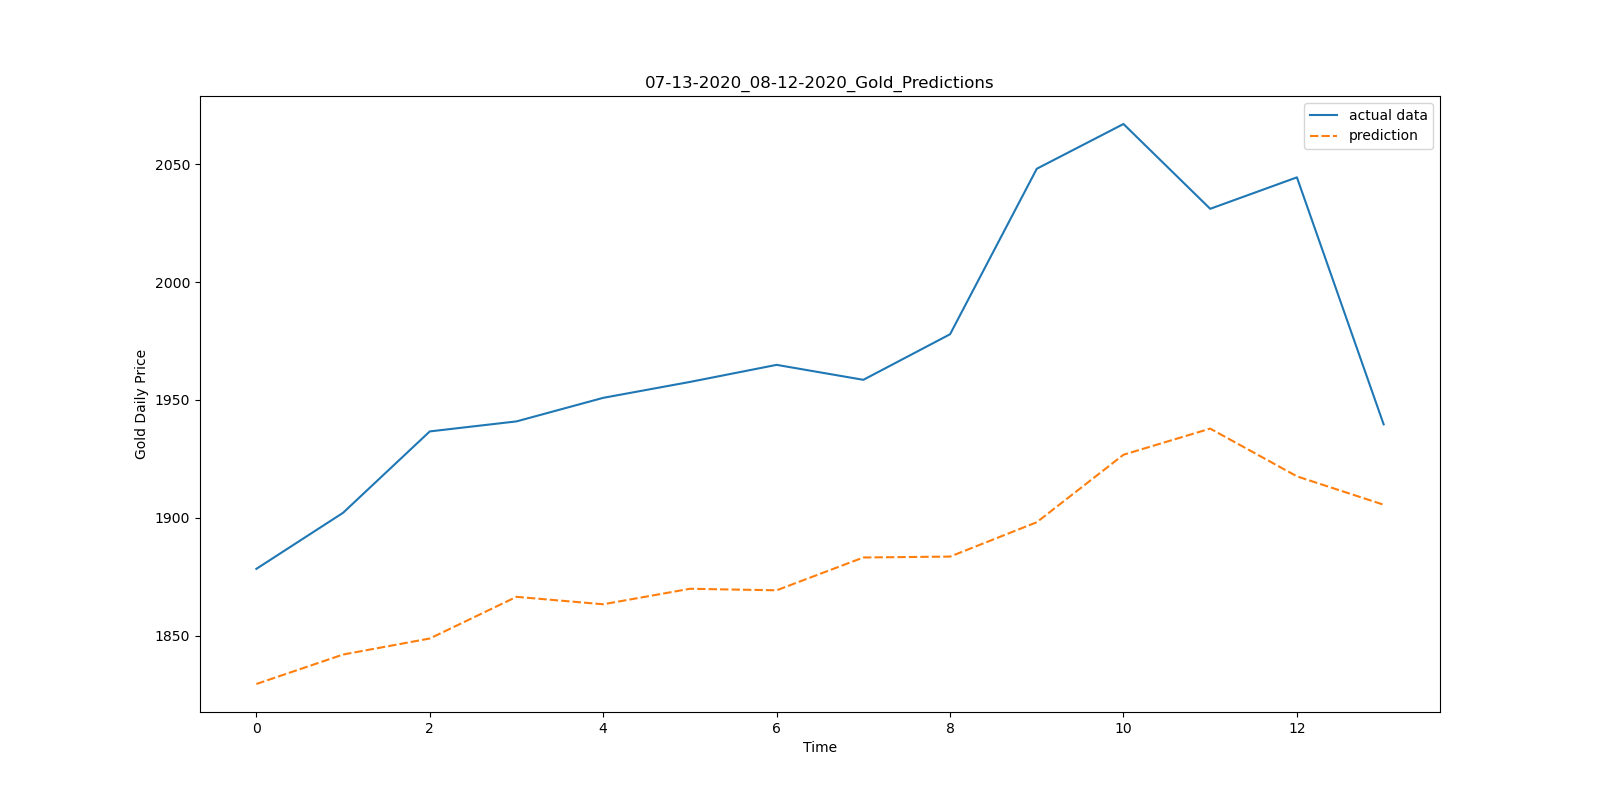 07-13-2020_08-12-2020_Gold_Predictions
actual data
prediction
Gold Daily Price
2050
2000
1950
1900
1850
0 2 4 6 8 10 12
Time